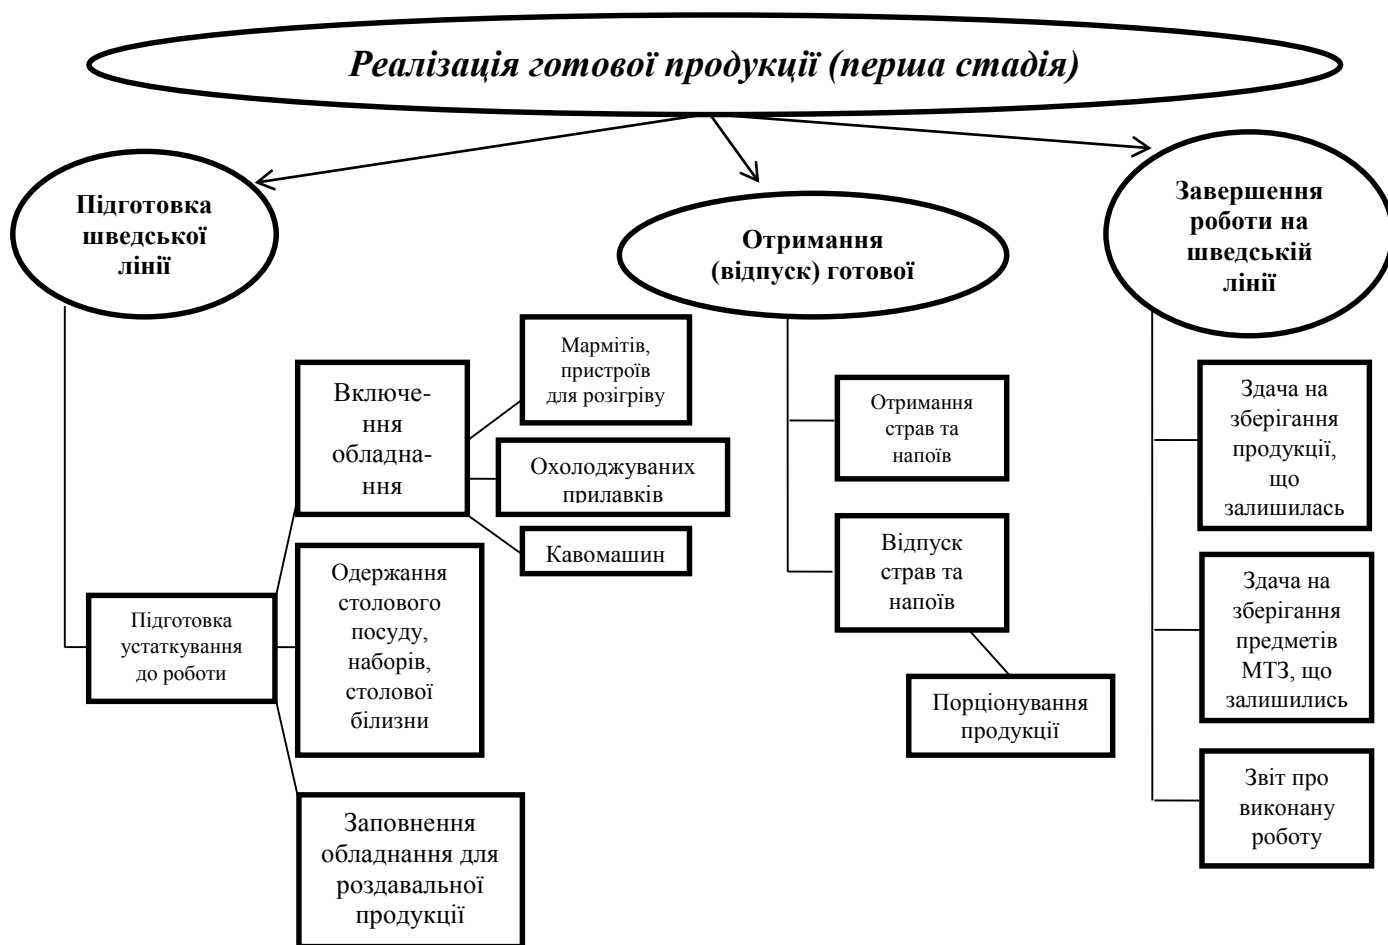 Реалізація готової продукції (перша стадія)
Підготовка
шведської
лінії
Отримання
(відпуск) готової
Завершення
роботи на
шведській
лінії
Включе-
ння
обладна-
ння
Мармітів,
пристроїв
для розігріву
Охолоджуваних
прилавків
Кавомашин
Підготовка
устаткування
до роботи
Одержання
столового
посуду,
наборів,
столової
білизни
Заповнення
обладнання для
роздавальної
продукції
Отримання
страв та
напоїв
Відпуск
страв та
напоїв
Порціонування
продукції
Здача на
зберігання
продукції,
що
залишилась
Здача на
зберігання
предметів
МТЗ, що
залишились
Звіт про
виконану
роботу